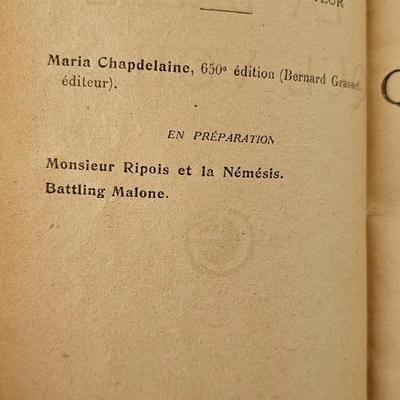 Maria Chapdelaine, 650e édition (Bernard Grasset,
éditeur).
EN PRÉPARATION
Monsieur Ripois et la Némésis.
Battling Malone.